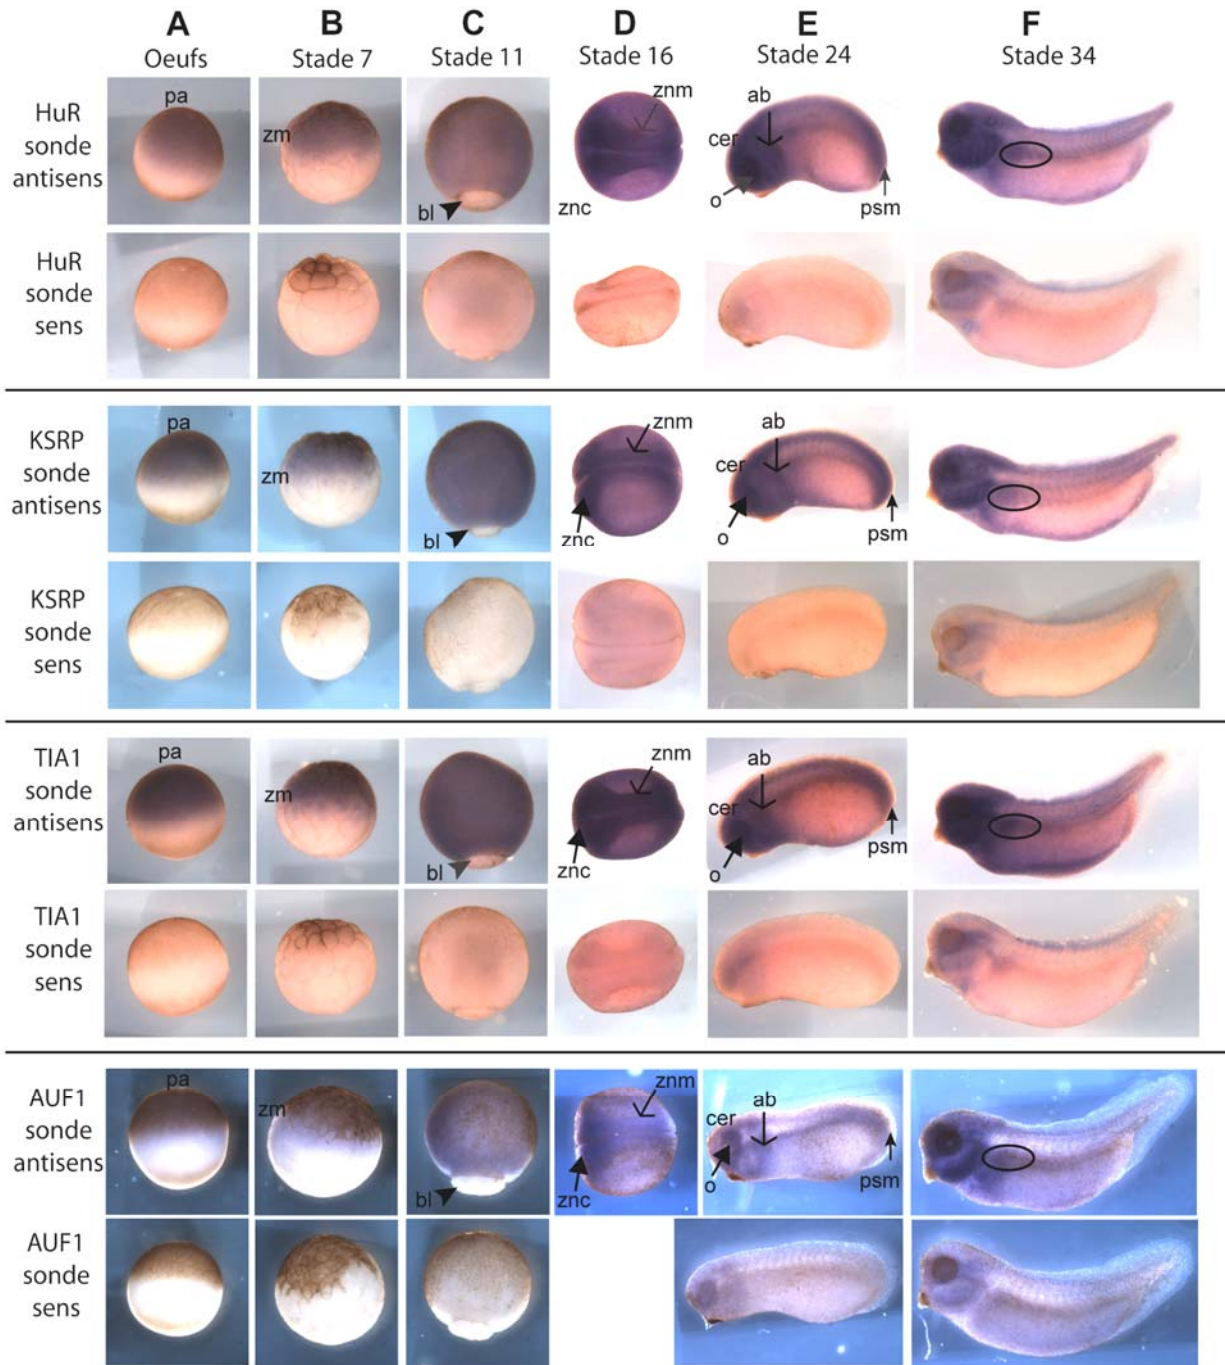 A B C D E F
Oeufs Stade 7 Stade 11 Stade 16 Stade 24 Stade 34
HuR
sonde
antisens
pa
zm
bl
znm
znc
ab
cer
o
psm
HuR
sonde
sens
KSRP
sonde
antisens
pa
zm
bl
znm
znc
ab
cer
o
psm
KSRP
sonde
sens
TIA1
sonde
antisens
pa
zm
bl
znm
znc
ab
cer
o
psm
TIA1
sonde
sens
AUF1
sonde
antisens
pa
zm
bl
znm
znc
ab
cer
o
psm
AUF1
sonde
sens